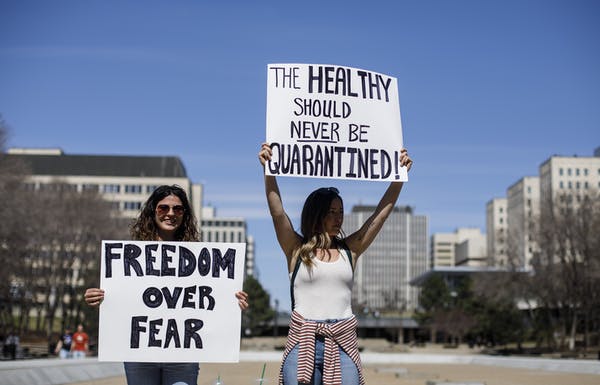 THE HEALTHY
SHOULD
NEVER BE
QUARANTINED!
FREEDOM
OVER
FEAR